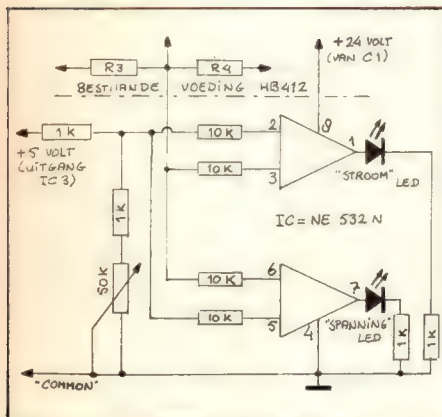 +24 VOLT
(VAN C1)
R3
R4
BESTAANDE VOEDING HB412
1K
10K
2
8
1
+5 VOLT
(UITGANG
IC3)
10K
3
"STROOM"
LED
1K
IC = NE 532 N
50K
10K
6
7
10K
5
4
"SPANNING"
LED
1K
1K
"COMMON"